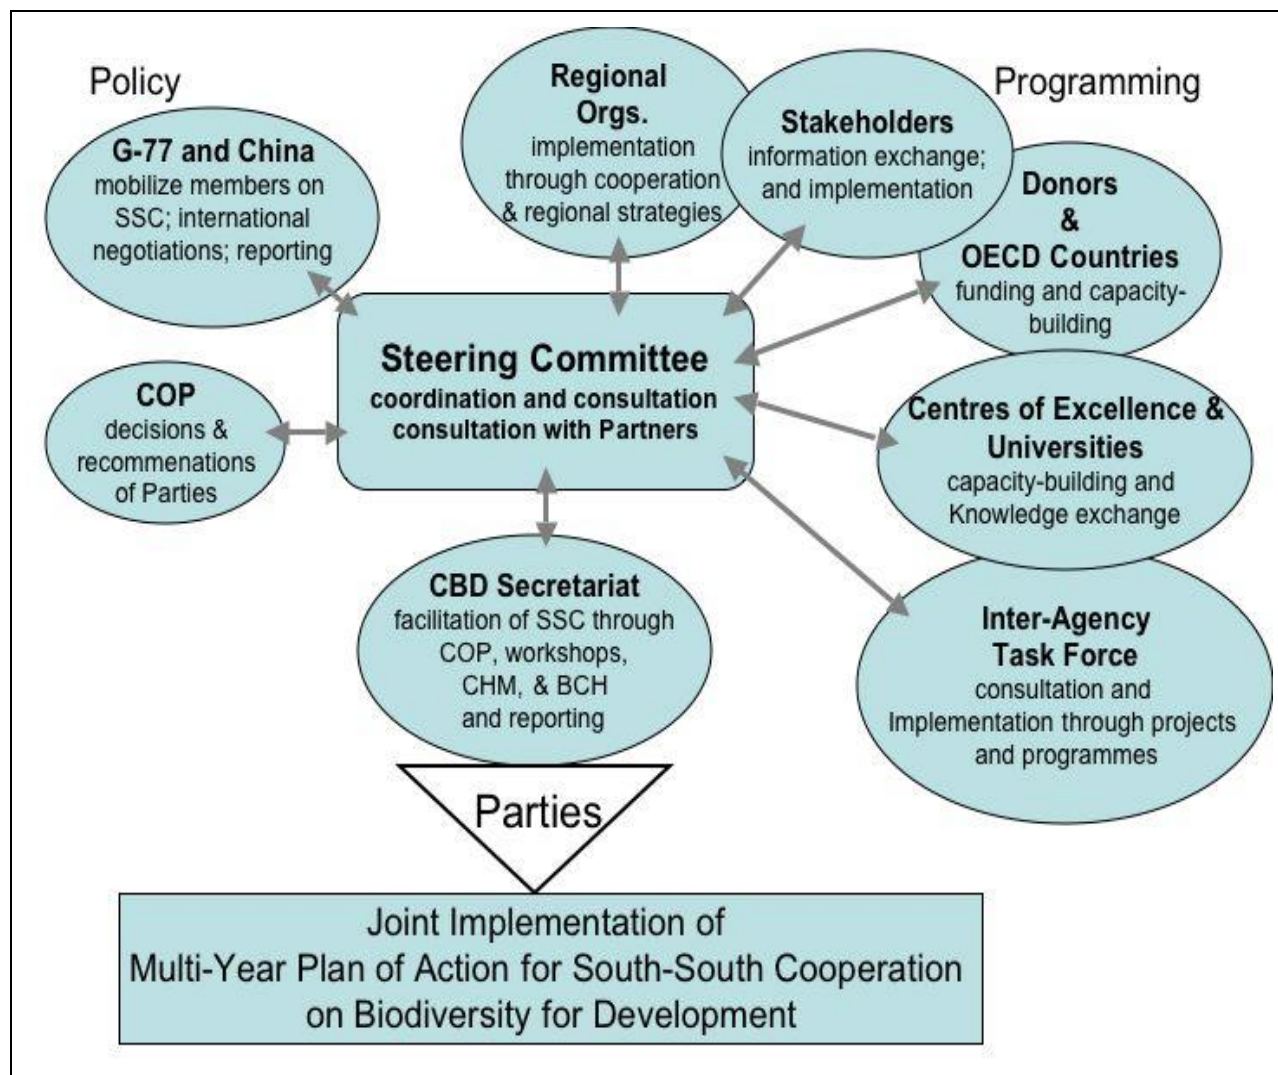 Policy
Programming
G-77 and China
mobilize members on
SSC; international
negotiations; reporting
Regional
Orgs.
implementation
through cooperation
& regional strategies
Stakeholders
information exchange;
and implementation
Donors
&
OECD Countries
funding and capacity-
building
Steering Committee
coordination and consultation
consultation with Partners
COP
decisions &
recommenations
of Parties
Centres of Excellence &
Universities
capacity-building and
Knowledge exchange
CBD Secretariat
facilitation of SSC through
COP, workshops,
CHM, & BCH
and reporting
Inter-Agency
Task Force
consultation and
Implementation through projects
and programmes
Parties
Joint Implementation of
Multi-Year Plan of Action for South-South Cooperation
on Biodiversity for Development